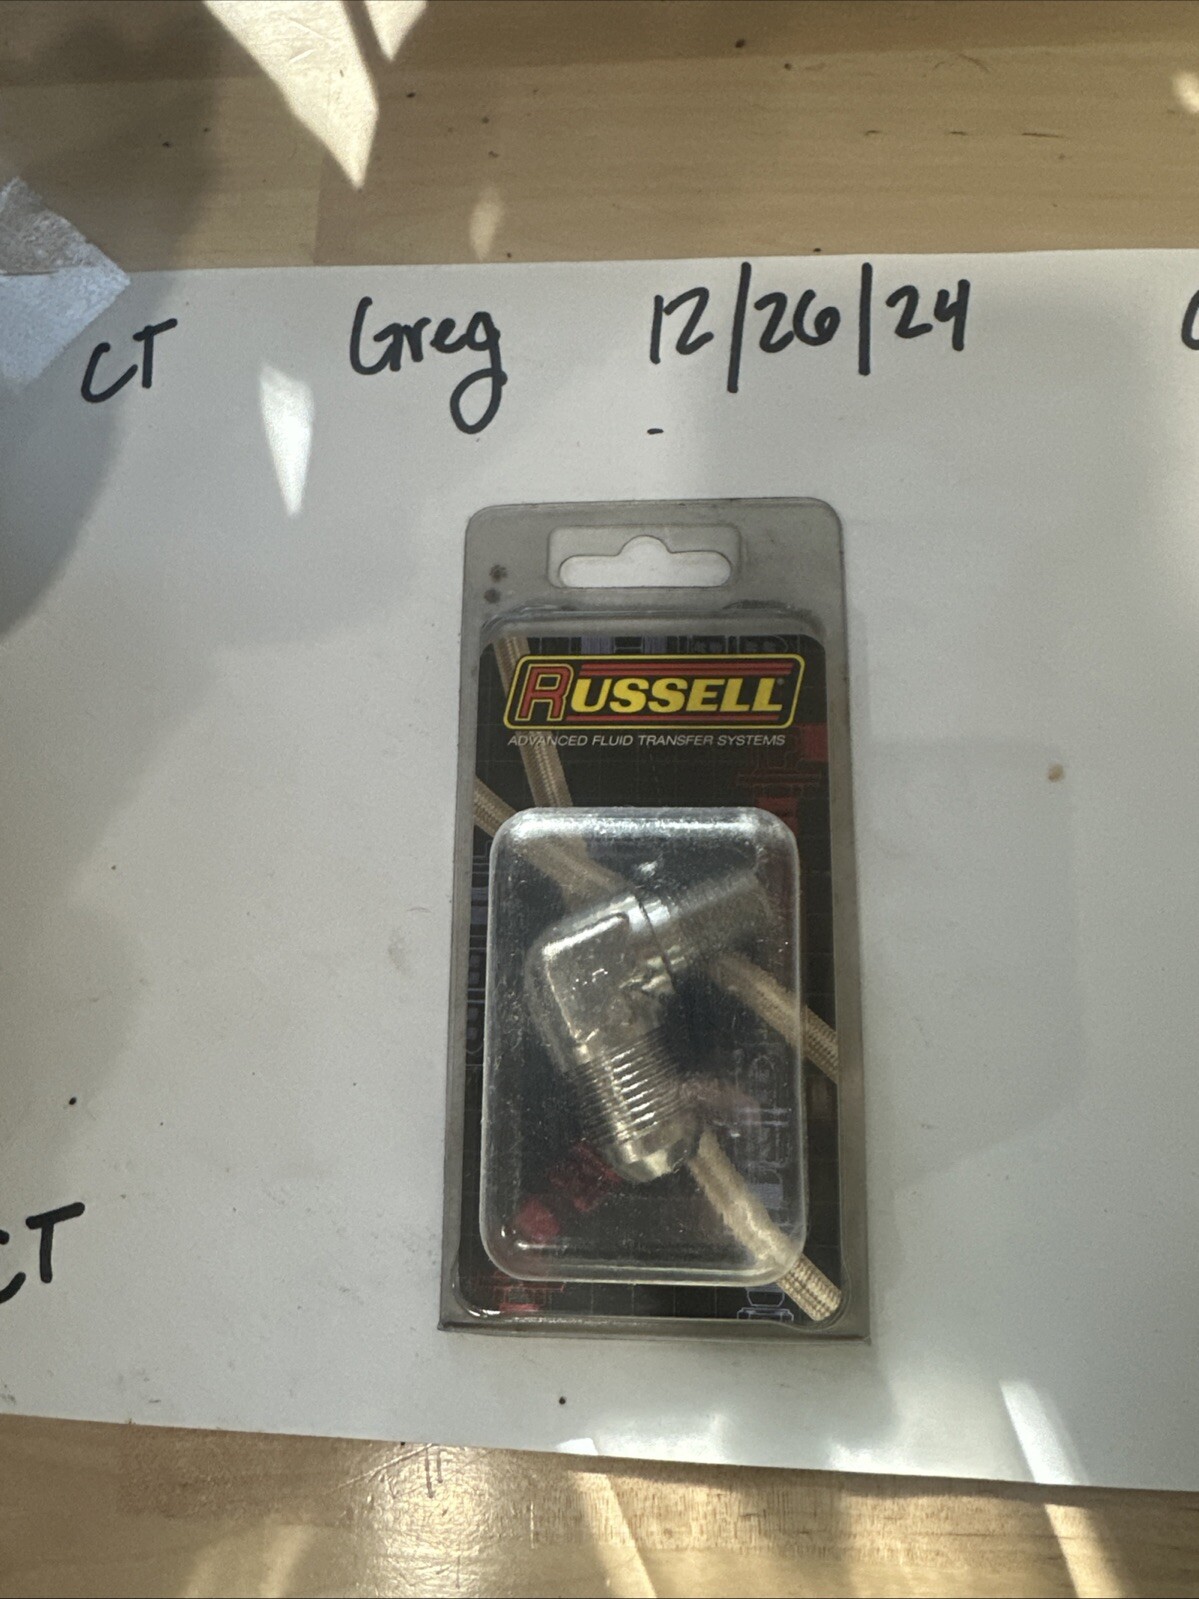 CT Greg 12/26/24
RUSSELL®
ADVANCED FLUID TRANSFER SYSTEMS
CT